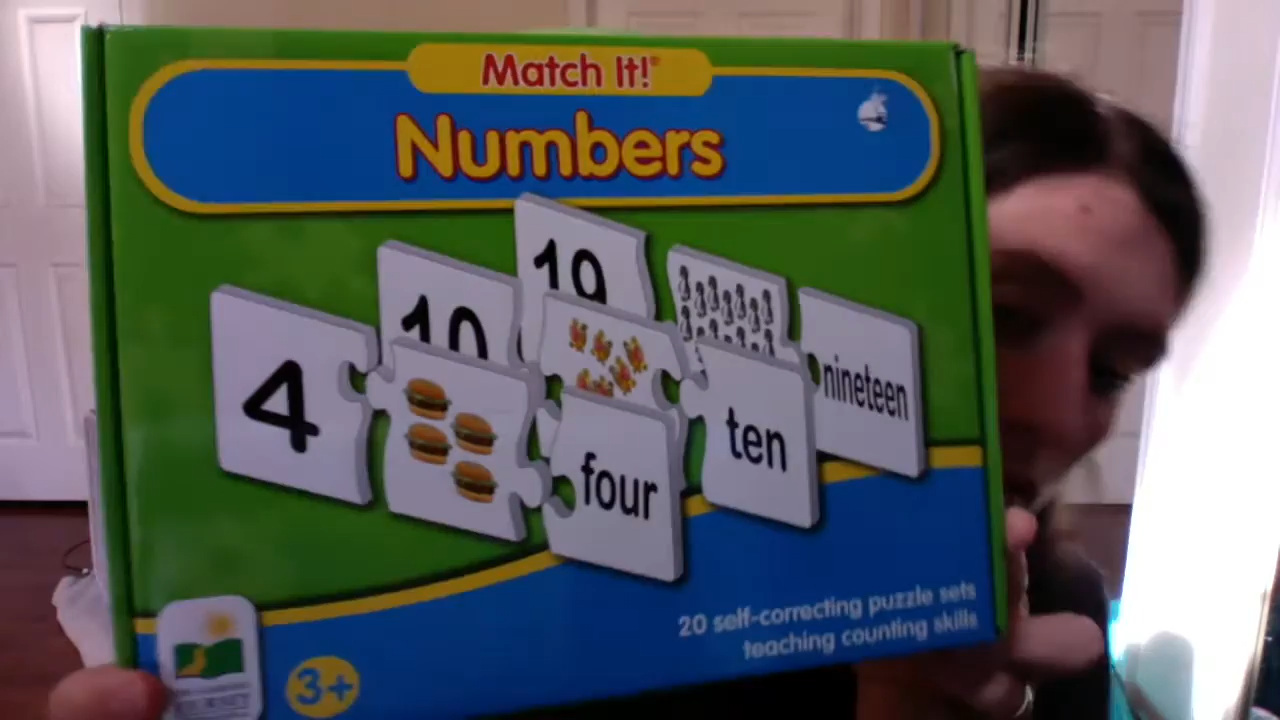 Match It!®
Numbers
19
10
nineteen
4
ten
four
20 self-correcting puzzle sets
teaching counting skills
3+